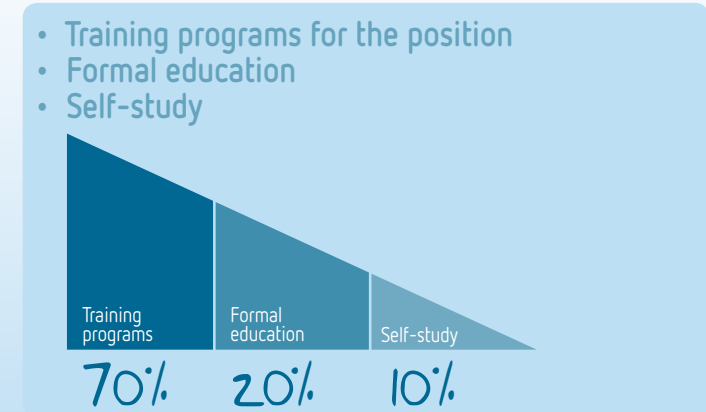 • Training programs for the position
• Formal education
• Self-study
Training
programs
Formal
education
Self-study
70% 20% 10%